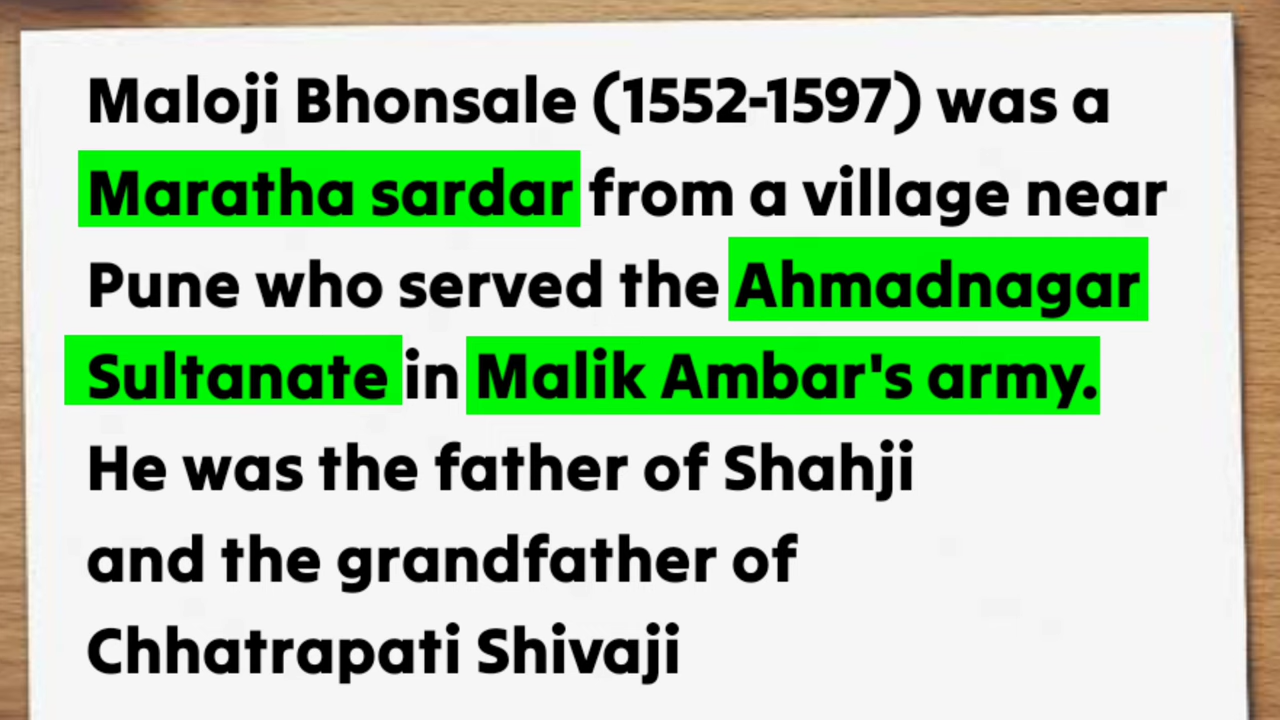 Maloji Bhonsale (1552-1597) was a
Maratha sardar from a village near
Pune who served the Ahmadnagar
Sultanate in Malik Ambar's army.
He was the father of Shahji
and the grandfather of
Chhatrapati Shivaji